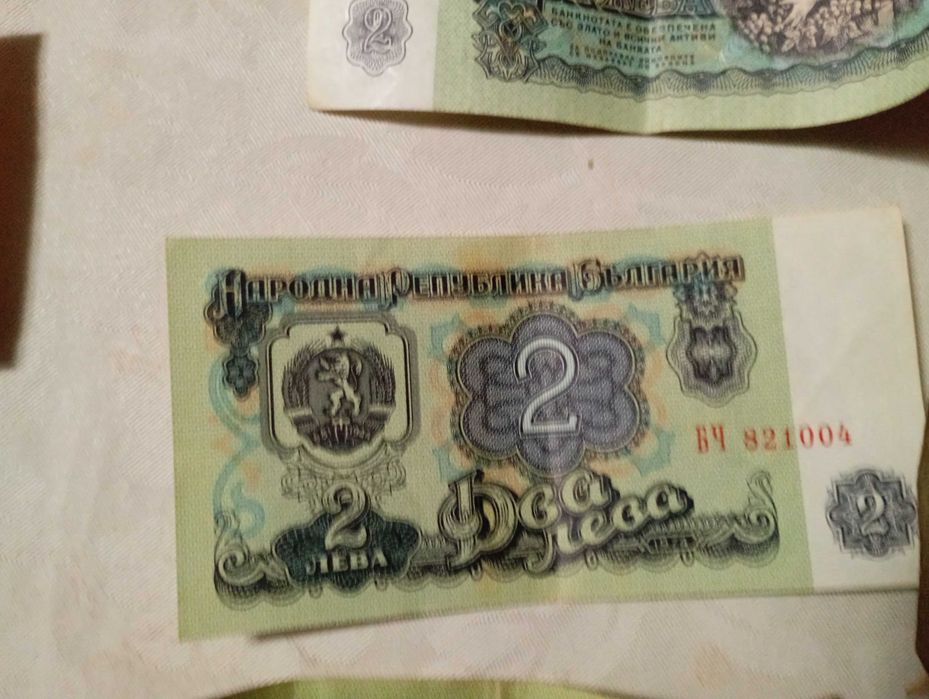 2
БАНКНОТАТА Е ОБЕЗПЕЧЕНА
СЪС ЗЛАТО И ВСИЧКИ АКТИВИ
НА БАНКАТА
НАРОДНА РЕПУБЛИКА БЪЛГАРИЯ
2
БЧ 821004
2
ЛЕВА
Два
лева
2